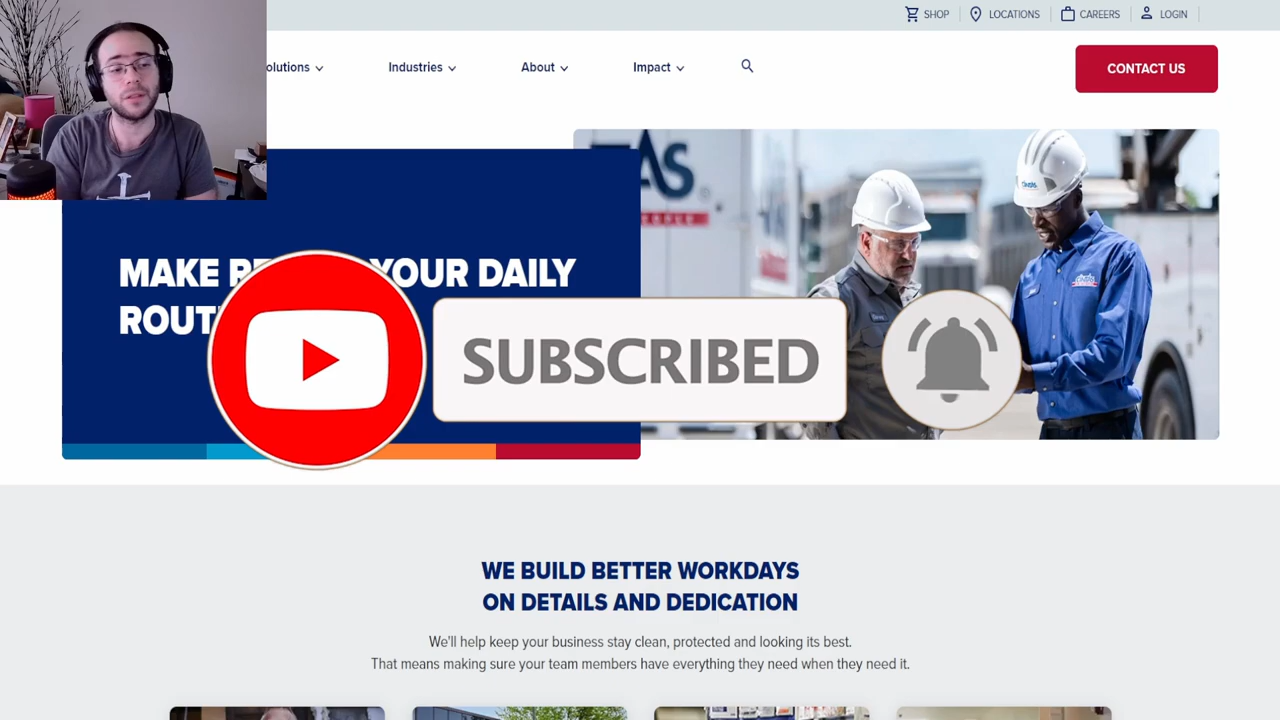 SHOP LOCATIONS CAREERS LOGIN
olutions Industries About Impact
CONTACT US
MAKE YOUR DAILY
SUBSCRIBED
WE BUILD BETTER WORKDAYS
ON DETAILS AND DEDICATION
We'll help keep your business stay clean, protected and looking its best.
That means making sure your team members have everything they need when they need it.